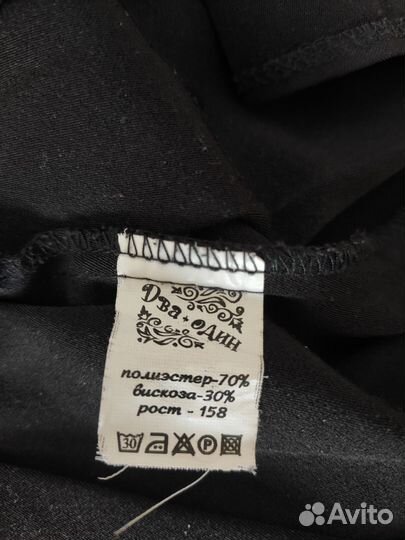 Два + один
полиэстер-70%
вискоза-30%
рост - 158
30 P
Avito